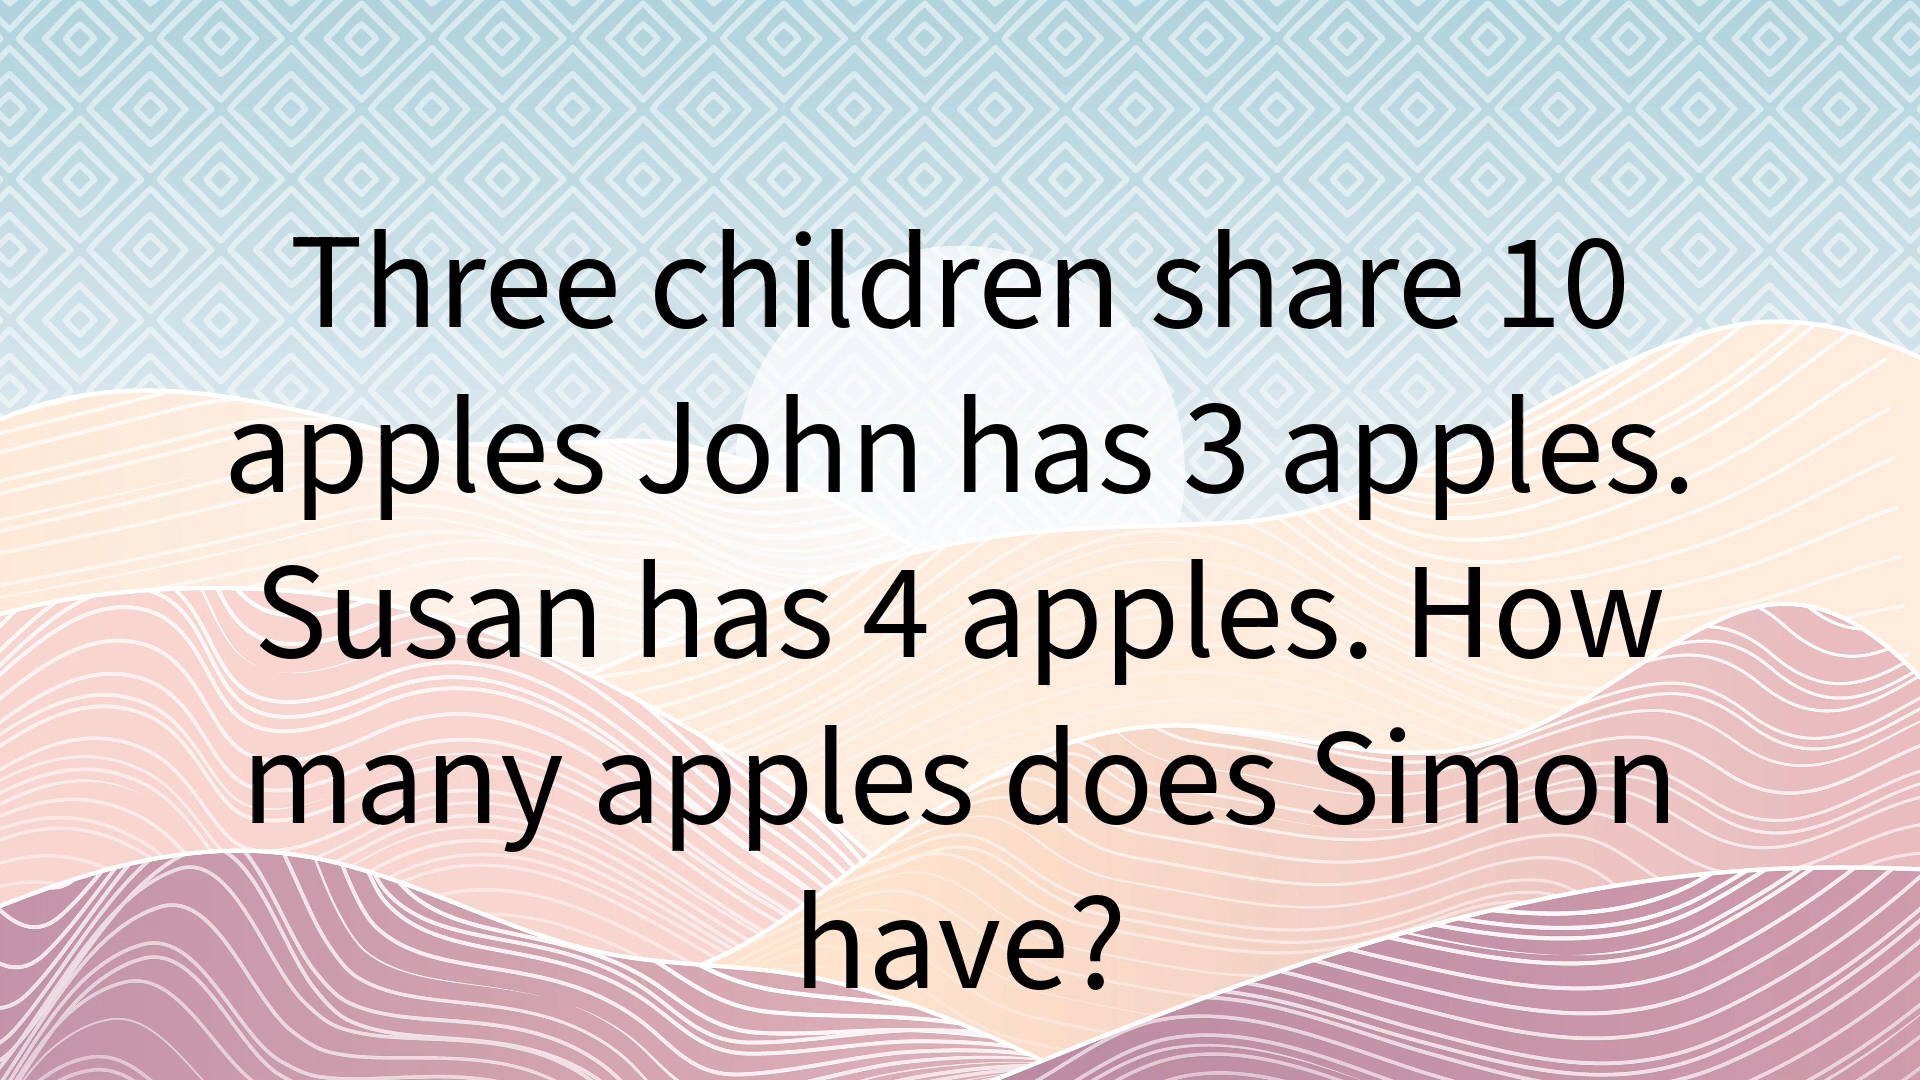 Three children share 10
apples John has 3 apples.
Susan has 4 apples. How
many apples does Simon
have?